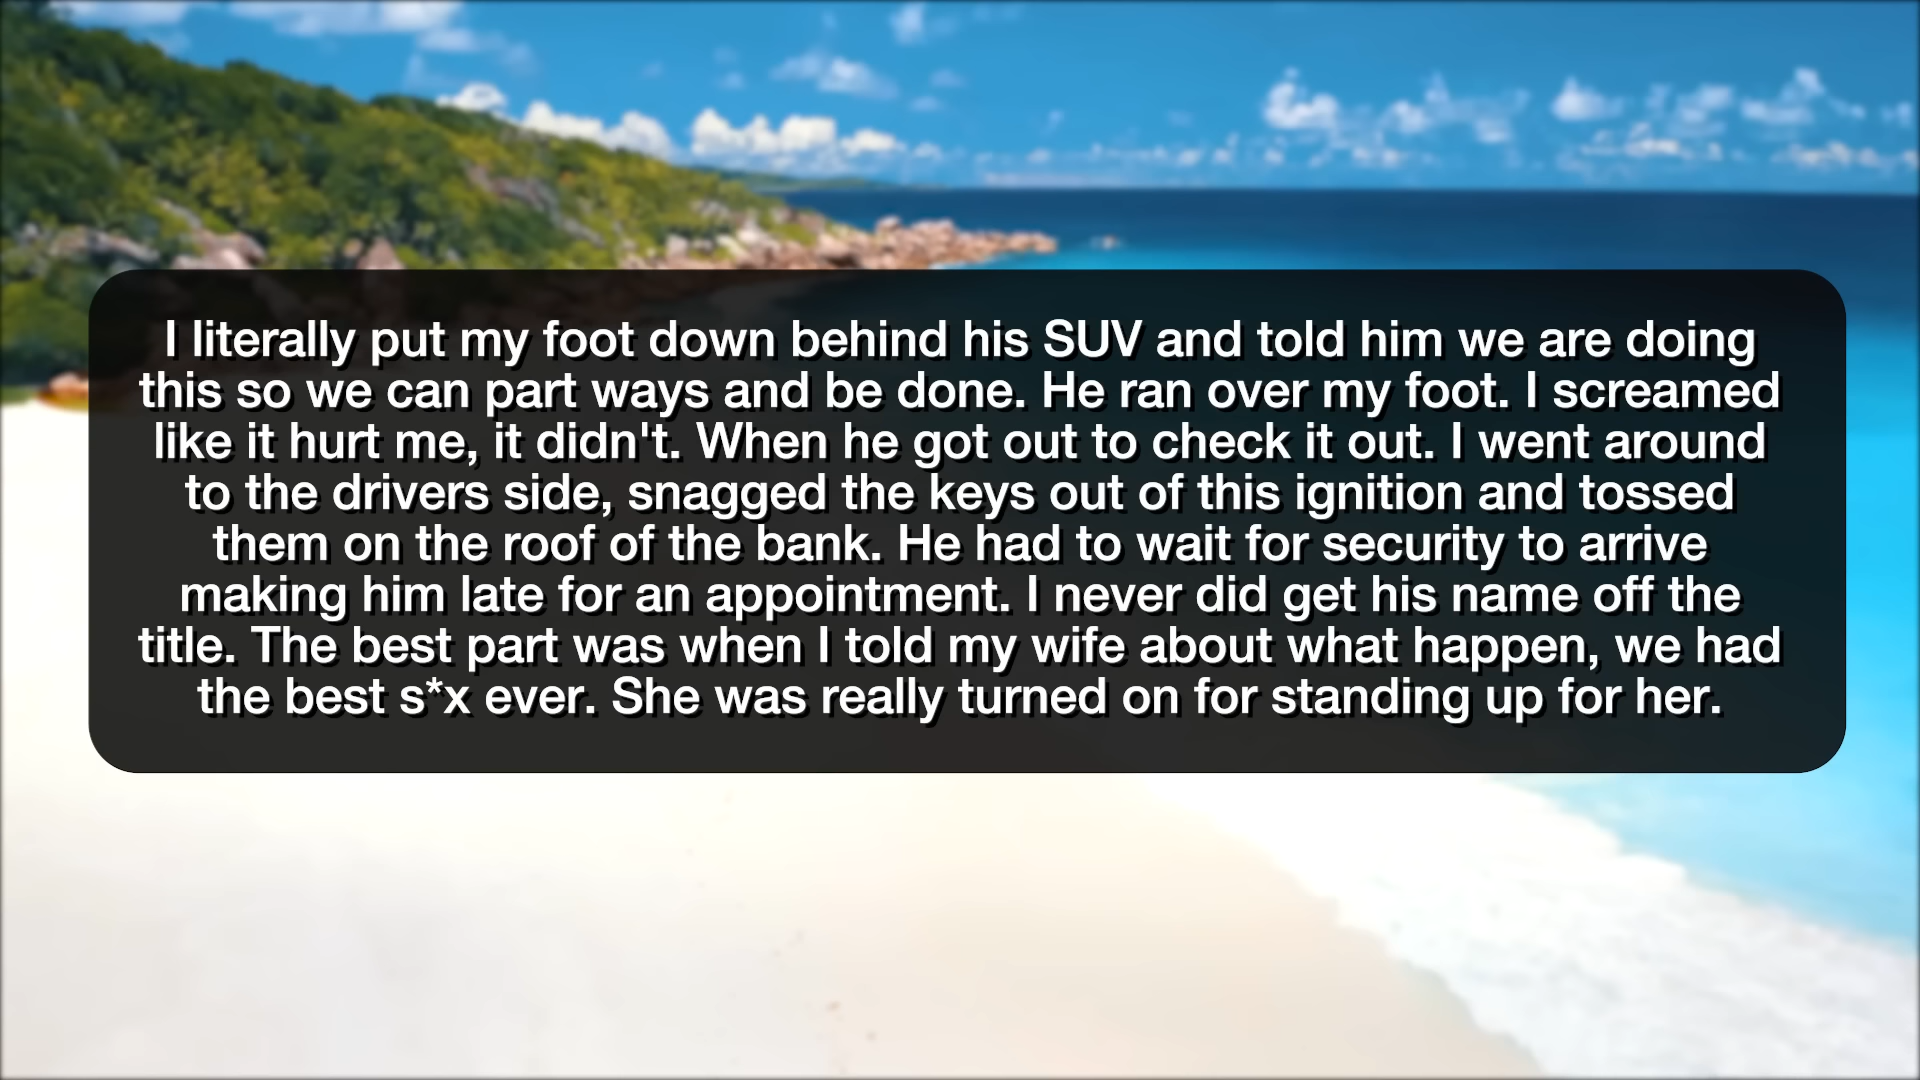 I literally put my foot down behind his SUV and told him we are doing
this so we can part ways and be done. He ran over my foot. I screamed
like it hurt me, it didn't. When he got out to check it out. I went around
to the drivers side, snagged the keys out of this ignition and tossed
them on the roof of the bank. He had to wait for security to arrive
making him late for an appointment. I never did get his name off the
title. The best part was when I told my wife about what happen, we had
the best s*x ever. She was really turned on for standing up for her.